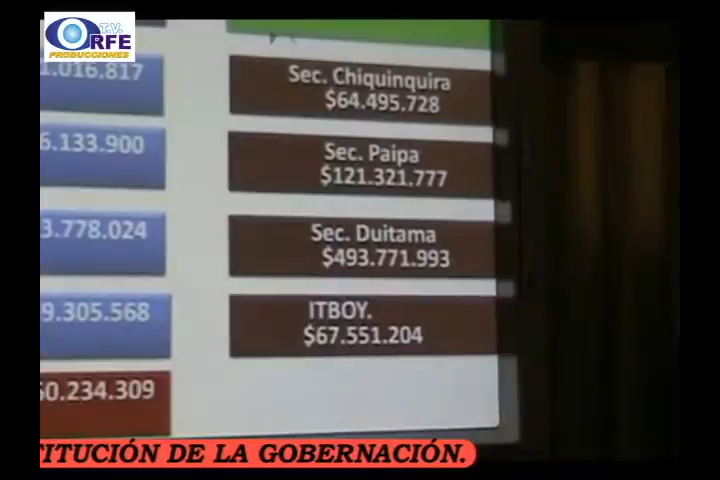 T.V.
ORFE
PRODUCCIONES
1.016.817
Sec. Chiquinquira
$64.495.728
6.133.900
Sec. Paipa
$121.321.777
3.778.024
Sec. Duitama
$493.771.993
9.305.568
ITBOY.
$67.551.204
50.234.309
TITUCIÓN DE LA GOBERNACIÓN.